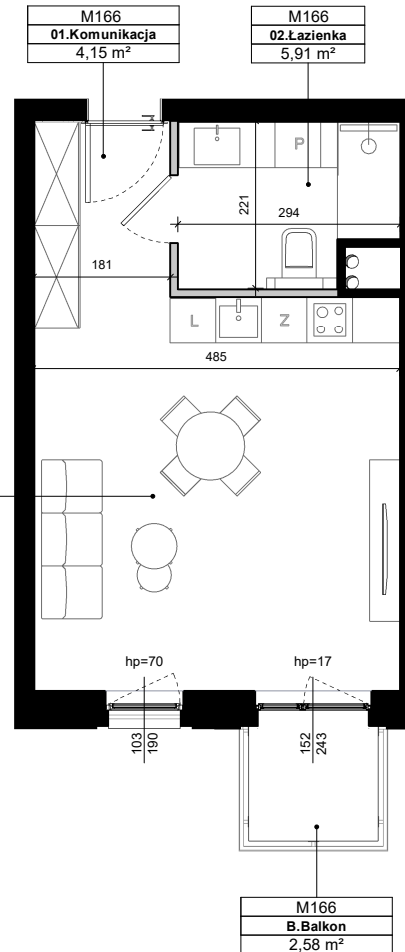 M166
01.Komunikacja
4,15 m²
M166
02.Łazienka
5,91 m²
P
221
294
181
L
Z
485
hp=70
hp=17
103
190
152
243
M166
B.Balkon
2,58 m²